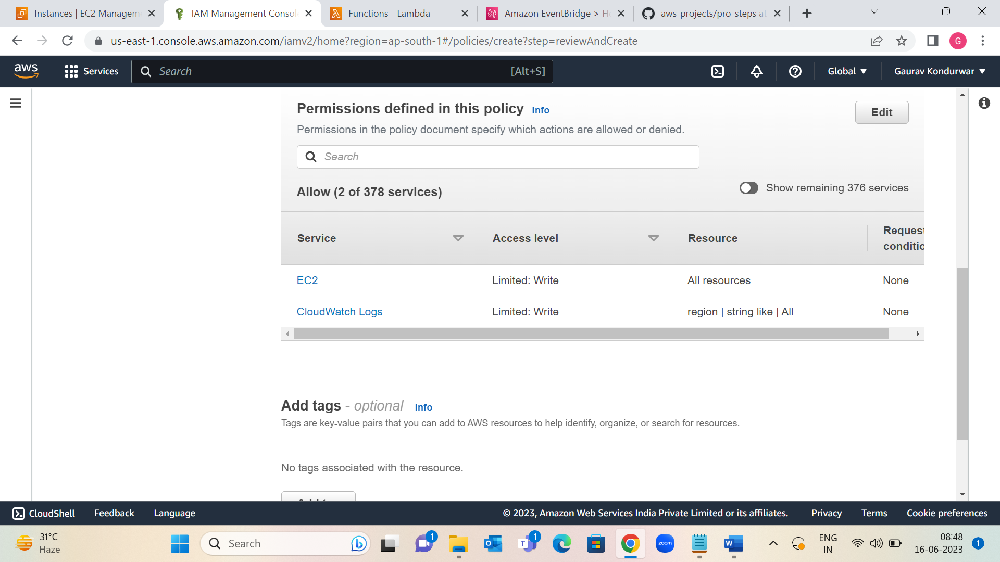 Instances | EC2 Managem
IAM Management Consol
Functions - Lambda
Amazon EventBridge > H
aws-projects/pro-steps at
us-east-1.console.aws.amazon.com/iamv2/home?region=ap-south-1#/policies/create?step=reviewAndCreate
G
aws
Services
Search
[Alt+S]
Global
Gaurav Kondurwar
Permissions defined in this policy Info
Edit
Permissions in the policy document specify which actions are allowed or denied.
Search
Allow (2 of 378 services)
Show remaining 376 services
Service
Access level
Resource
Request
conditio
EC2
Limited: Write
All resources
None
CloudWatch Logs
Limited: Write
region | string like | All
None
Add tags - optional Info
Tags are key-value pairs that you can add to AWS resources to help identify, organize, or search for resources.
No tags associated with the resource.
Add tag
CloudShell
Feedback
Language
© 2023, Amazon Web Services India Private Limited or its affiliates.
Privacy
Terms
Cookie preferences
31°C
Haze
Search
1
1
zoom
W
ENG
IN
08:48
16-06-2023
1